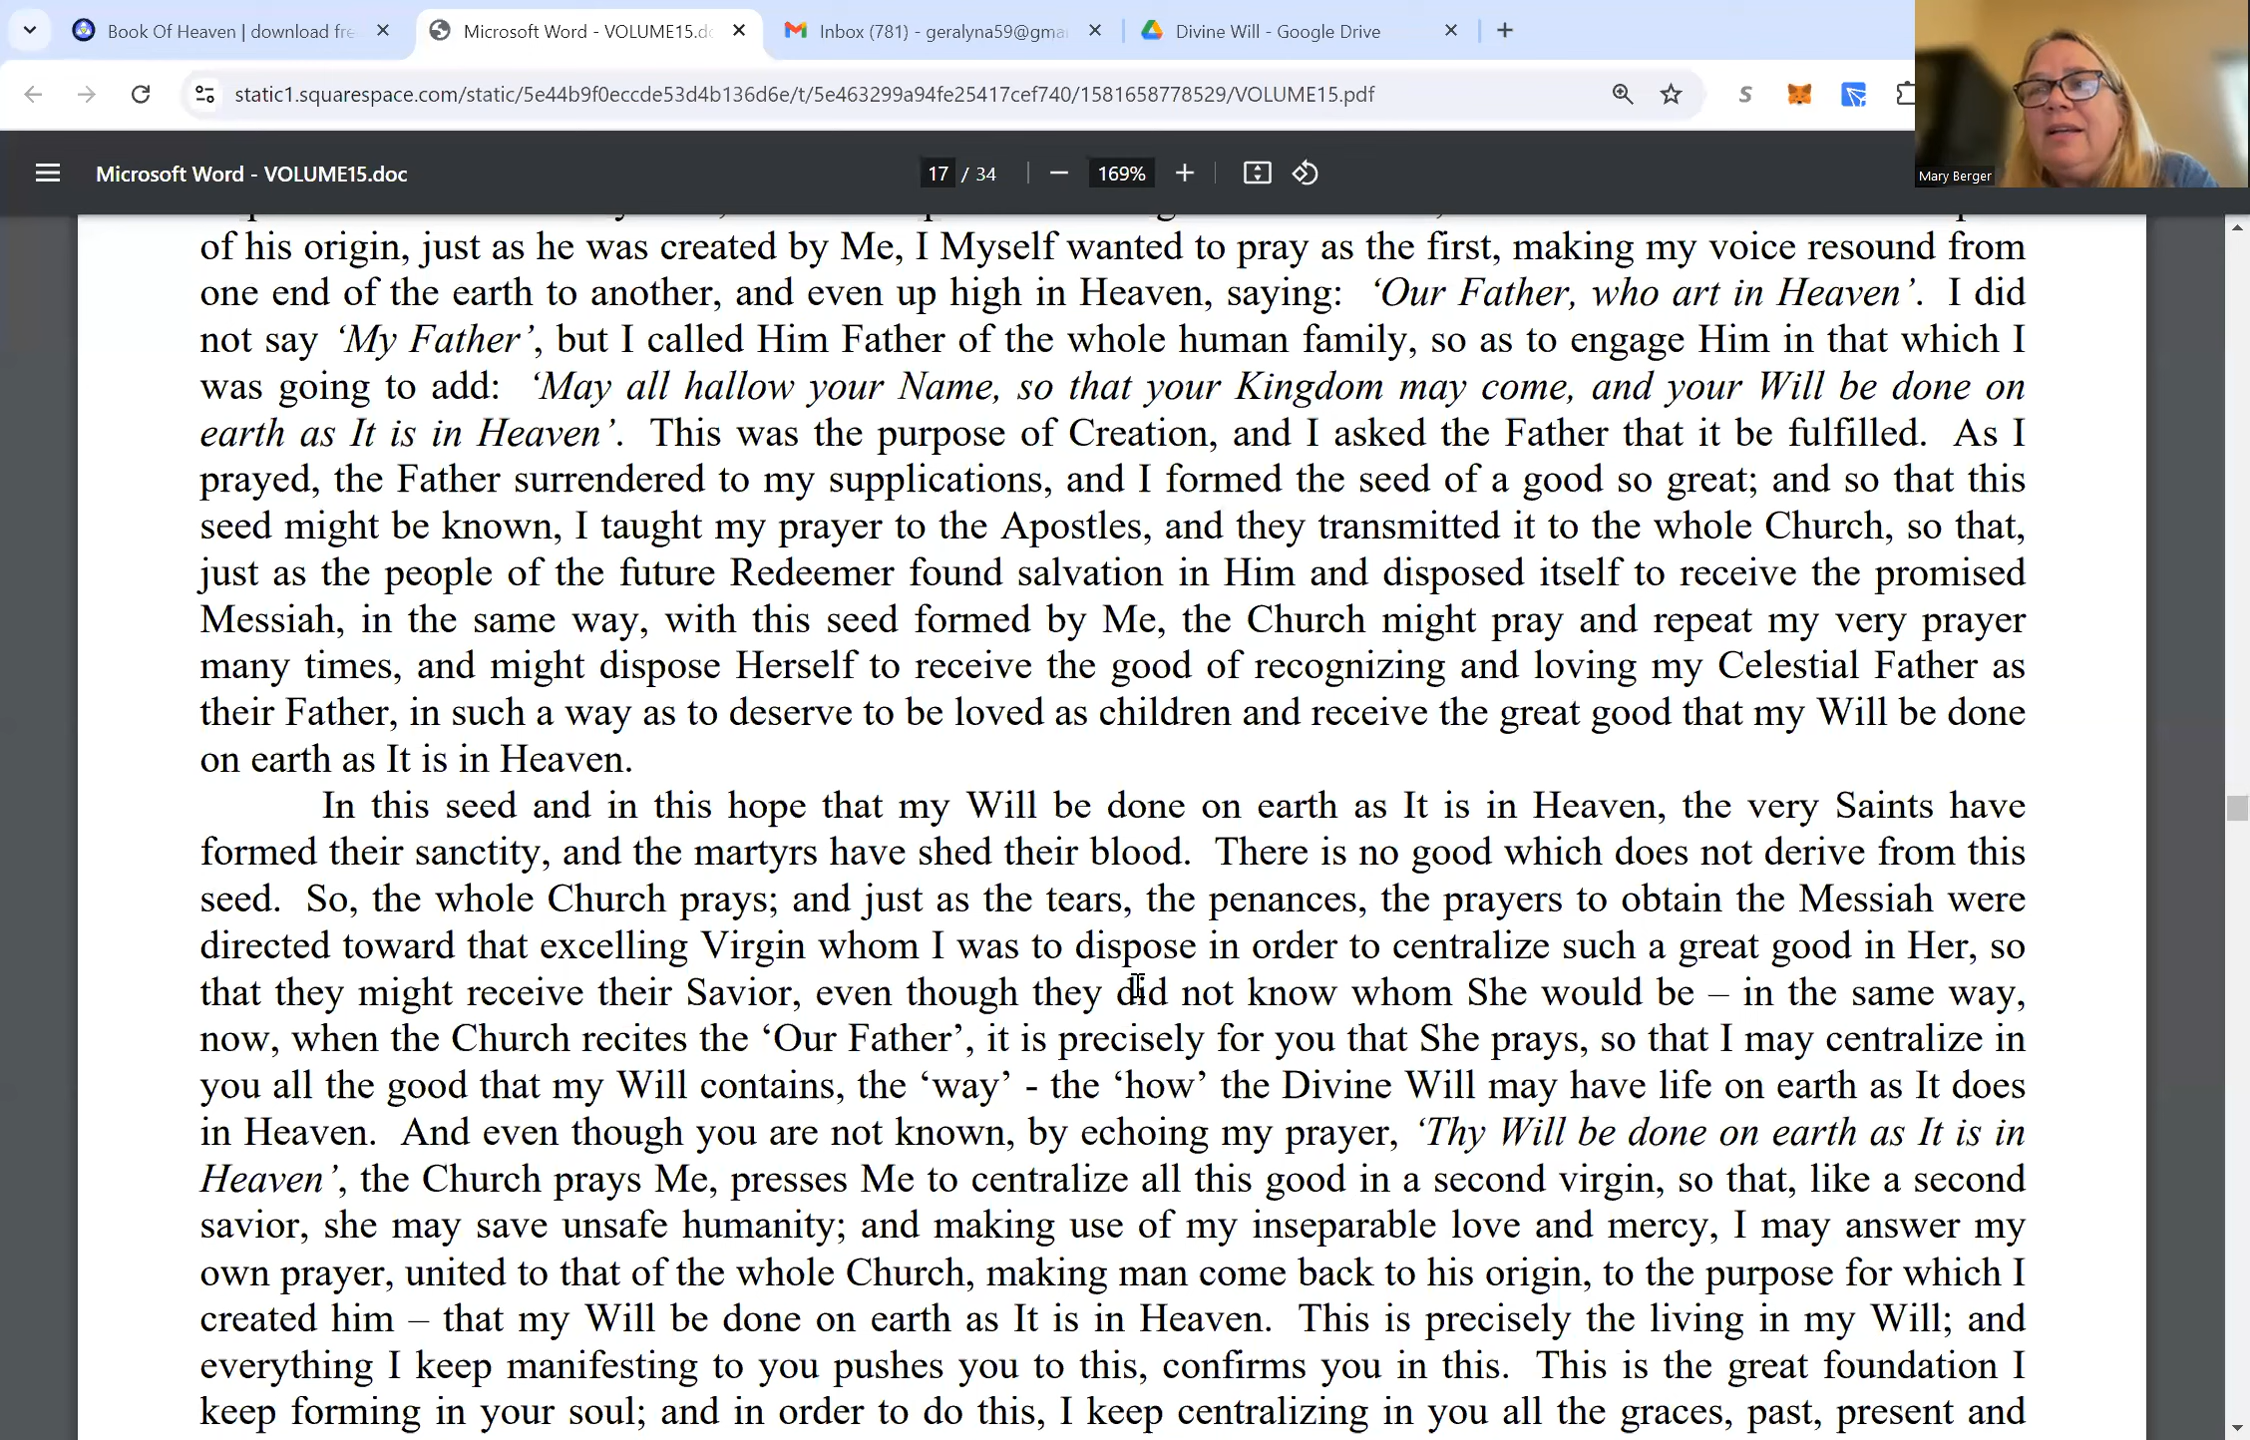 Book Of Heaven | download fre
Microsoft Word - VOLUME15.do
Inbox (781) - geralyna59@gmai
Divine Will - Google Drive
static1.squarespace.com/static/5e44b9f0eccde53d4b136d6e/t/5e463299a94fe25417cef740/1581658778529/VOLUME15.pdf
Mary Berger
Microsoft Word - VOLUME15.doc
17 / 34
169%
of his origin, just as he was created by Me, I Myself wanted to pray as the first, making my voice resound from
one end of the earth to another, and even up high in Heaven, saying: ‘Our Father, who art in Heaven’. I did
not say ‘My Father’, but I called Him Father of the whole human family, so as to engage Him in that which I
was going to add: ‘May all hallow your Name, so that your Kingdom may come, and your Will be done on
earth as It is in Heaven’. This was the purpose of Creation, and I asked the Father that it be fulfilled. As I
prayed, the Father surrendered to my supplications, and I formed the seed of a good so great; and so that this
seed might be known, I taught my prayer to the Apostles, and they transmitted it to the whole Church, so that,
just as the people of the future Redeemer found salvation in Him and disposed itself to receive the promised
Messiah, in the same way, with this seed formed by Me, the Church might pray and repeat my very prayer
many times, and might dispose Herself to receive the good of recognizing and loving my Celestial Father as
their Father, in such a way as to deserve to be loved as children and receive the great good that my Will be done
on earth as It is in Heaven.
In this seed and in this hope that my Will be done on earth as It is in Heaven, the very Saints have
formed their sanctity, and the martyrs have shed their blood. There is no good which does not derive from this
seed. So, the whole Church prays; and just as the tears, the penances, the prayers to obtain the Messiah were
directed toward that excelling Virgin whom I was to dispose in order to centralize such a great good in Her, so
that they might receive their Savior, even though they did not know whom She would be – in the same way,
now, when the Church recites the ‘Our Father’, it is precisely for you that She prays, so that I may centralize in
you all the good that my Will contains, the ‘way’ - the ‘how’ the Divine Will may have life on earth as It does
in Heaven. And even though you are not known, by echoing my prayer, ‘Thy Will be done on earth as It is in
Heaven’, the Church prays Me, presses Me to centralize all this good in a second virgin, so that, like a second
savior, she may save unsafe humanity; and making use of my inseparable love and mercy, I may answer my
own prayer, united to that of the whole Church, making man come back to his origin, to the purpose for which I
created him – that my Will be done on earth as It is in Heaven. This is precisely the living in my Will; and
everything I keep manifesting to you pushes you to this, confirms you in this. This is the great foundation I
keep forming in your soul; and in order to do this, I keep centralizing in you all the graces, past, present and